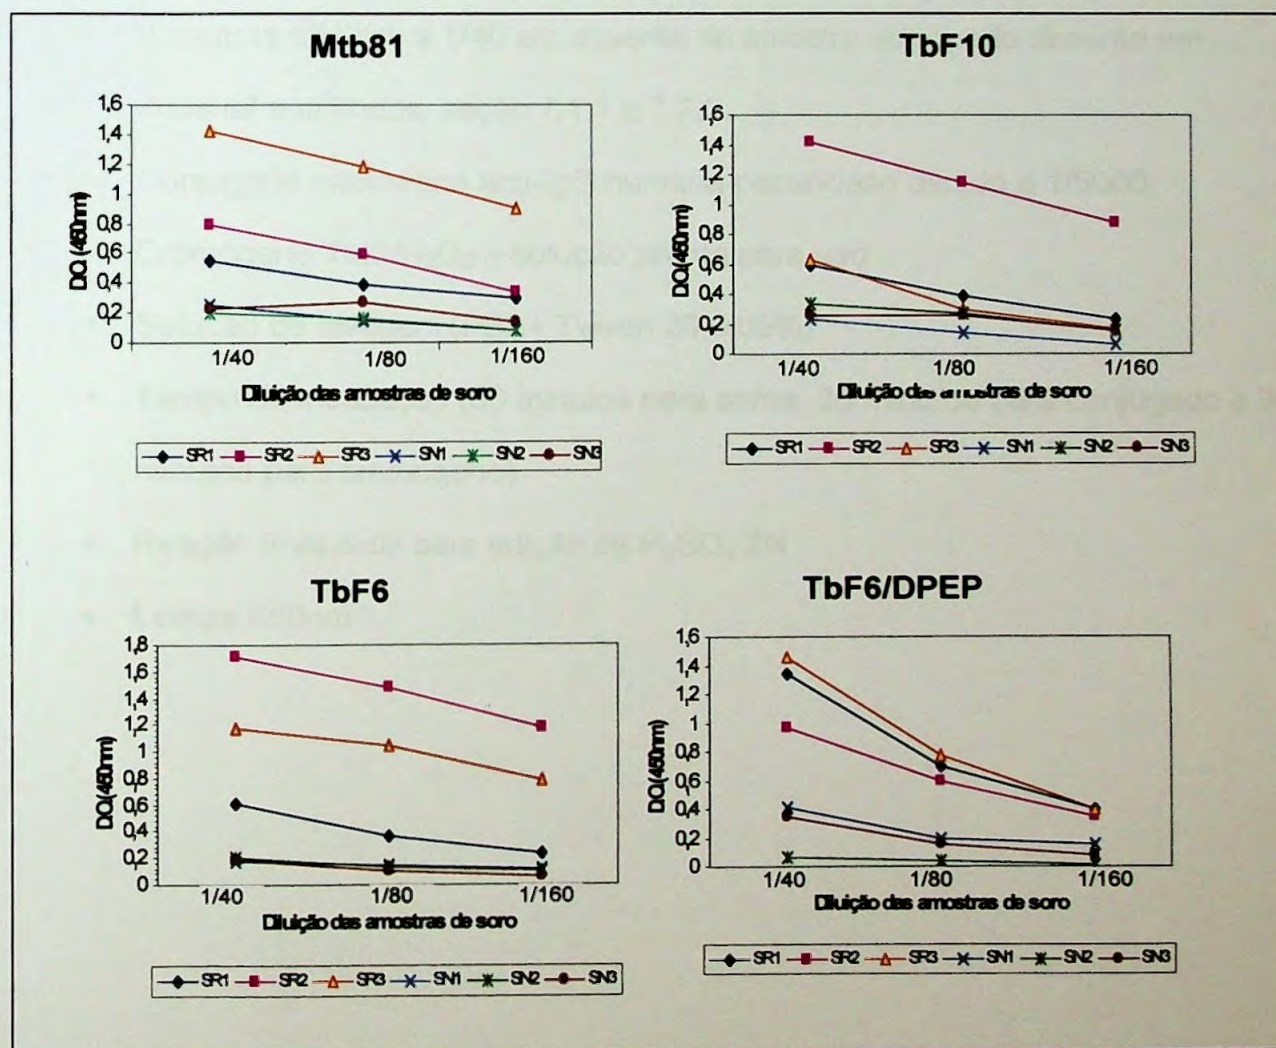 Mtb81
1,6
1,4
1,2
1
0,8
0,6
0,4
0,2
0
D.O.(450nm)
1/40 1/80 1/160
Diluição das amostras de soro
SR1 SR2 SR3 SN1 SN2 SN3
TbF10
1,6
1,4
1,2
1
0,8
0,6
0,4
0,2
0
D.O.(450nm)
1/40 1/80 1/160
Diluição das amostras de soro
SR1 SR2 SR3 SN1 SN2 SN3
TbF6
1,8
1,6
1,4
1,2
1
0,8
0,6
0,4
0,2
0
D.O.(450nm)
1/40 1/80 1/160
Diluição das amostras de soro
SR1 SR2 SR3 SN1 SN2 SN3
TbF6/DPEP
1,6
1,4
1,2
1
0,8
0,6
0,4
0,2
0
D.O.(450nm)
1/40 1/80 1/160
Diluição das amostras de soro
SR1 SR2 SR3 SN1 SN2 SN3